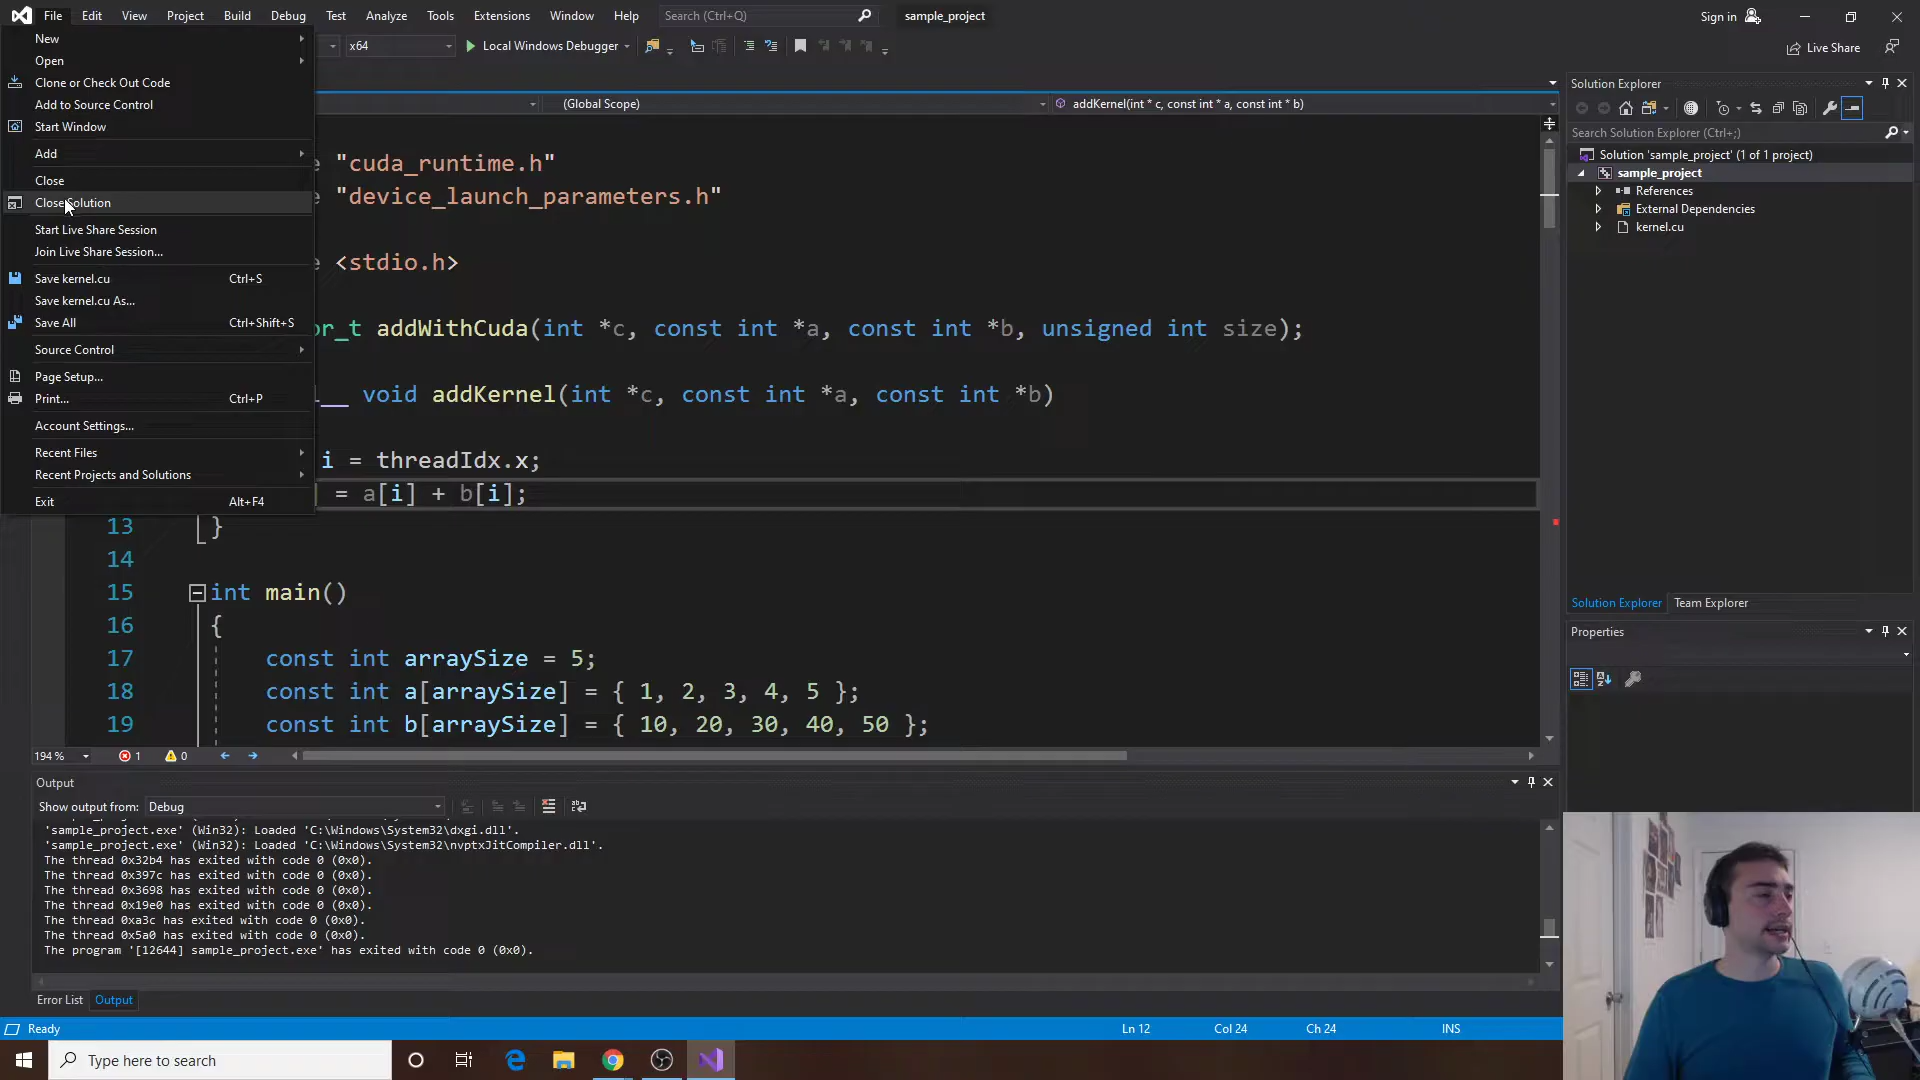 File Edit View Project Build Debug Test Analyze Tools Extensions Window Help Search (Ctrl+Q) sample_project Sign in
x64 Local Windows Debugger Live Share
New
Open
Clone or Check Out Code
Add to Source Control
Start Window
Add
Close
Close Solution
Start Live Share Session
Join Live Share Session...
Save kernel.cu Ctrl+S
Save kernel.cu As...
Save All Ctrl+Shift+S
Source Control
Page Setup...
Print... Ctrl+P
Account Settings...
Recent Files
Recent Projects and Solutions
Exit Alt+F4
(Global Scope) addKernel(int * c, const int * a, const int * b)
e "cuda_runtime.h"
e "device_launch_parameters.h"
e <stdio.h>
or_t addWithCuda(int *c, const int *a, const int *b, unsigned int size);
__ void addKernel(int *c, const int *a, const int *b)
i = threadIdx.x;
= a[i] + b[i];
13 }
14
15 int main()
16 {
17 const int arraySize = 5;
18 const int a[arraySize] = { 1, 2, 3, 4, 5 };
19 const int b[arraySize] = { 10, 20, 30, 40, 50 };
194 % 1 0
Solution Explorer
Search Solution Explorer (Ctrl+;)
Solution 'sample_project' (1 of 1 project)
sample_project
References
External Dependencies
kernel.cu
Solution Explorer Team Explorer
Properties
Output
Show output from: Debug
'sample_project.exe' (Win32): Loaded 'C:\Windows\System32\dxgi.dll'.
'sample_project.exe' (Win32): Loaded 'C:\Windows\System32\nvptxJitCompiler.dll'.
The thread 0x32b4 has exited with code 0 (0x0).
The thread 0x397c has exited with code 0 (0x0).
The thread 0x3698 has exited with code 0 (0x0).
The thread 0x19e0 has exited with code 0 (0x0).
The thread 0xa3c has exited with code 0 (0x0).
The thread 0x5a0 has exited with code 0 (0x0).
The program '[12644] sample_project.exe' has exited with code 0 (0x0).
Error List Output
Ready Ln 12 Col 24 Ch 24 INS
Type here to search